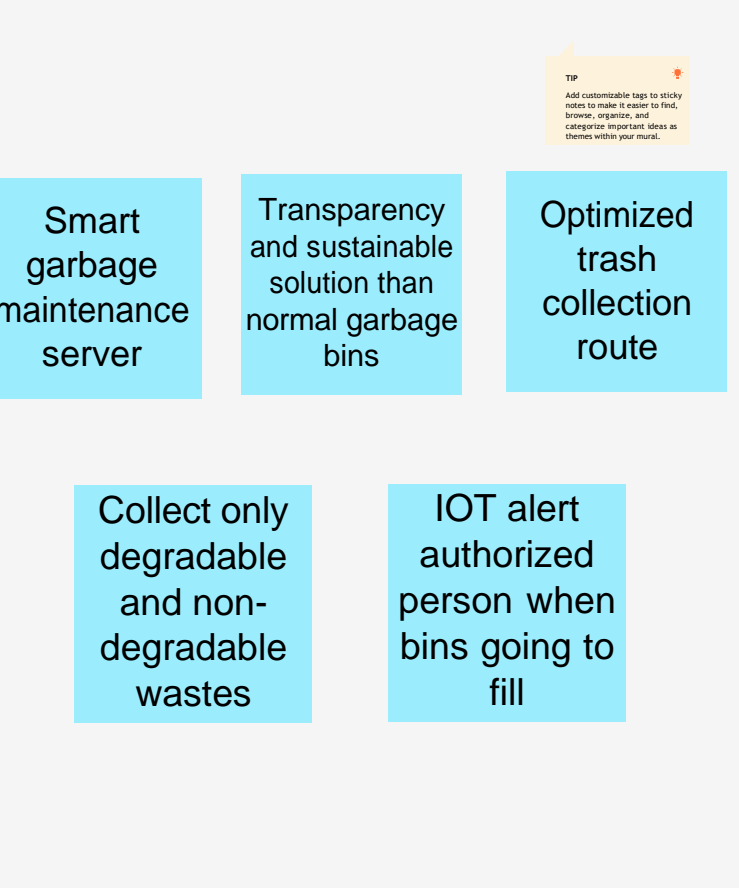 TIP
Add customizable tags to sticky
notes to make it easier to find,
browse, organize, and
categorize important ideas as
themes within your mural.
Smart
garbage
maintenance
server
Transparency
and sustainable
solution than
normal garbage
bins
Optimized
trash
collection
route
Collect only
degradable
and non-
degradable
wastes
IOT alert
authorized
person when
bins going to
fill